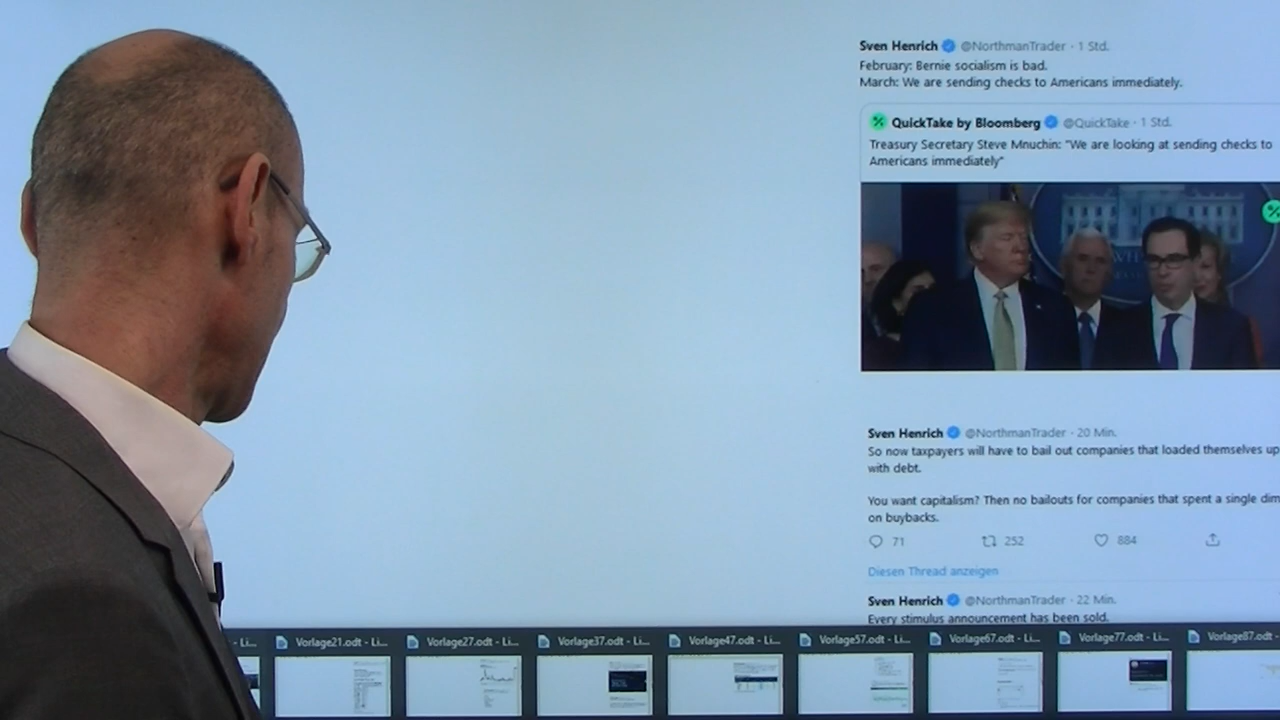 Sven Henrich @NorthmanTrader · 1 Std.
February: Bernie socialism is bad.
March: We are sending checks to Americans immediately.
QuickTake by Bloomberg @QuickTake · 1 Std.
Treasury Secretary Steve Mnuchin: "We are looking at sending checks to
Americans immediately"
Sven Henrich @NorthmanTrader · 20 Min.
So now taxpayers will have to bail out companies that loaded themselves up
with debt.
You want capitalism? Then no bailouts for companies that spent a single dim
on buybacks.
71 252 884
Diesen Thread anzeigen
Sven Henrich @NorthmanTrader · 22 Min.
Every stimulus announcement has been sold.
- Li... Vorlage21.odt - Li... Vorlage27.odt - Li... Vorlage37.odt - Li... Vorlage47.odt - Li... Vorlage57.odt - Li... Vorlage67.odt - Li... Vorlage77.odt - Li... Vorlage87.odt -